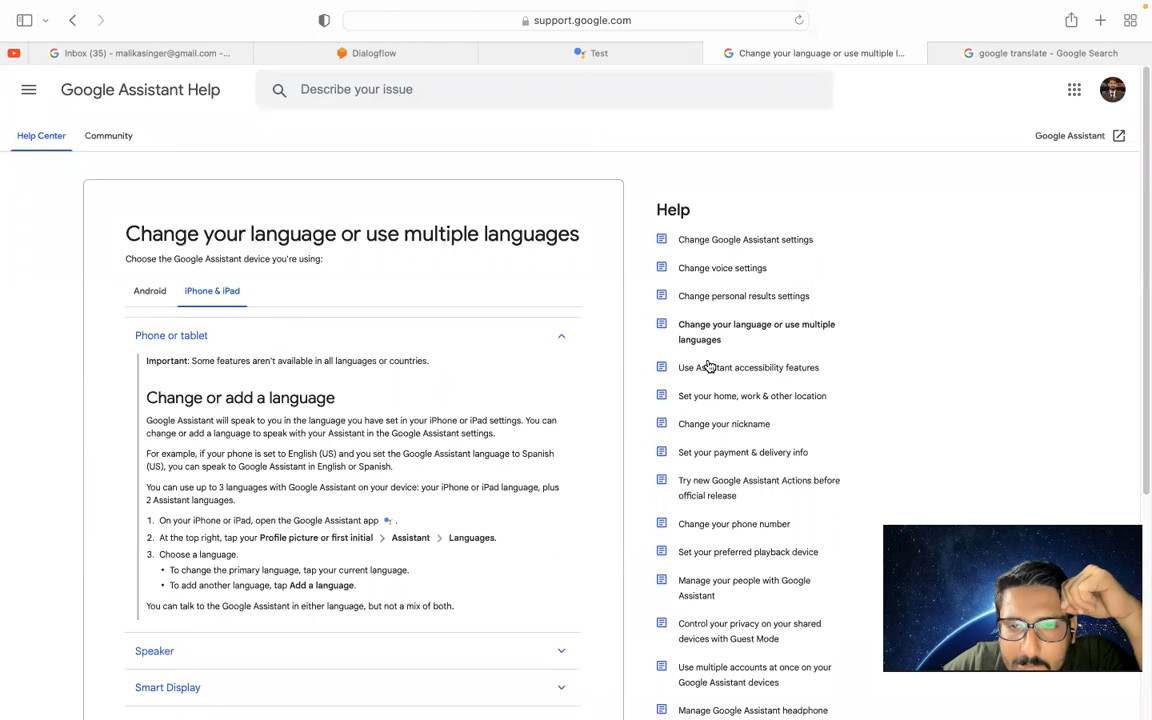 support.google.com
Inbox (35) - malikasinger@gmail.com -...
Dialogflow
Test
Change your language or use multiple l...
google translate - Google Search
Google Assistant Help
Describe your issue
Help Center
Community
Google Assistant
Change your language or use multiple languages
Choose the Google Assistant device you're using:
Android
iPhone & iPad
Phone or tablet
Important: Some features aren't available in all languages or countries.
Change or add a language
Google Assistant will speak to you in the language you have set in your iPhone or iPad settings. You can
change or add a language to speak with your Assistant in the Google Assistant settings.
For example, if your phone is set to English (US) and you set the Google Assistant language to Spanish
(US), you can speak to Google Assistant in English or Spanish.
You can use up to 3 languages with Google Assistant on your device: your iPhone or iPad language, plus
2 Assistant languages.
1. On your iPhone or iPad, open the Google Assistant app .
2. At the top right, tap your Profile picture or first initial > Assistant > Languages.
3. Choose a language.
• To change the primary language, tap your current language.
• To add another language, tap Add a language.
You can talk to the Google Assistant in either language, but not a mix of both.
Speaker
Smart Display
Help
Change Google Assistant settings
Change voice settings
Change personal results settings
Change your language or use multiple
languages
Use Assistant accessibility features
Set your home, work & other location
Change your nickname
Set your payment & delivery info
Try new Google Assistant Actions before
official release
Change your phone number
Set your preferred playback device
Manage your people with Google
Assistant
Control your privacy on your shared
devices with Guest Mode
Use multiple accounts at once on your
Google Assistant devices
Manage Google Assistant headphone